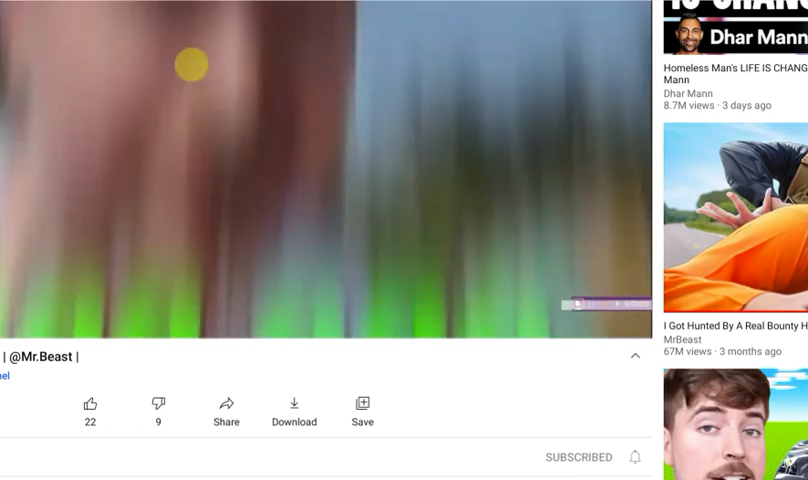 Dhar Mann
Homeless Man's LIFE IS CHANG
Mann
Dhar Mann
8.7M views · 3 days ago
| @Mr.Beast |
nel
22
9
Share
Download
Save
SUBSCRIBED
I Got Hunted By A Real Bounty H
MrBeast
67M views · 3 months ago